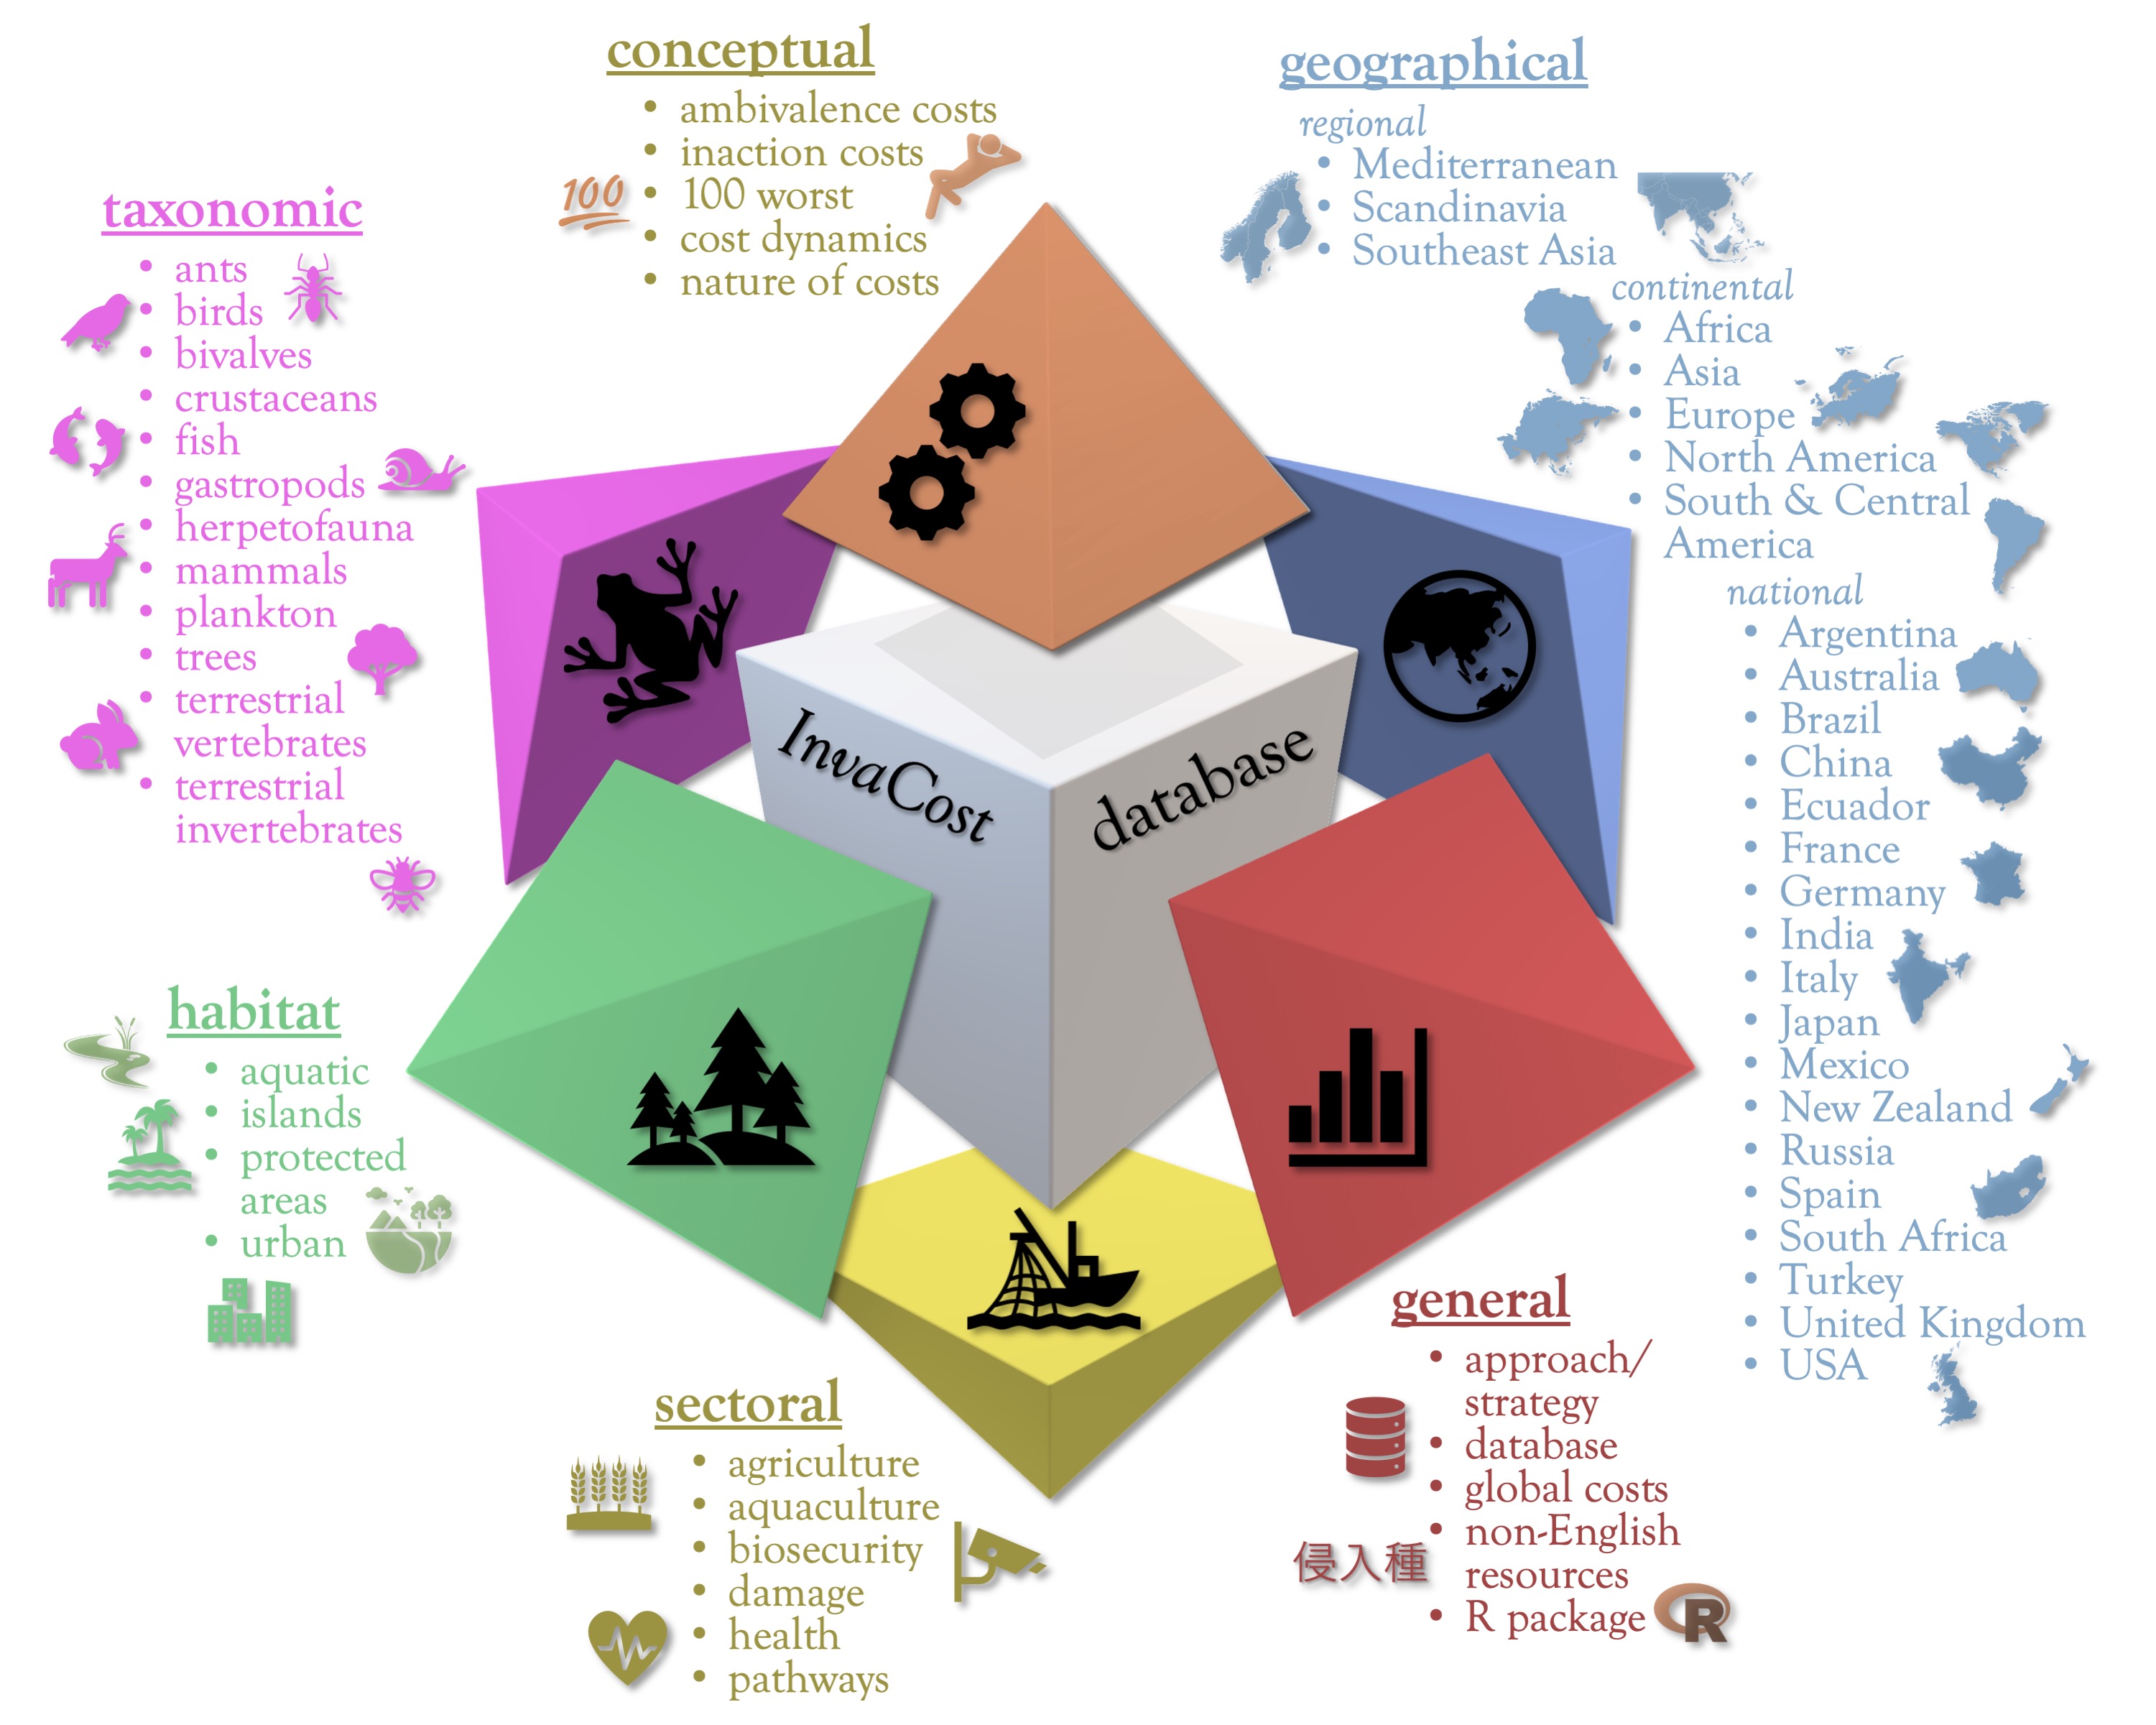 conceptual
• ambivalence costs
• inaction costs
100
• 100 worst
• cost dynamics
• nature of costs
geographical
regional
• Mediterranean
• Scandinavia
• Southeast Asia
continental
• Africa
• Asia
• Europe
• North America
• South & Central
America
national
• Argentina
• Australia
• Brazil
• China
• Ecuador
• France
• Germany
• India
• Italy
• Japan
• Mexico
• New Zealand
• Russia
• Spain
• South Africa
• Turkey
• United Kingdom
• USA
taxonomic
• ants
• birds
• bivalves
• crustaceans
• fish
• gastropods
• herpetofauna
• mammals
• plankton
• trees
• terrestrial
vertebrates
• terrestrial
invertebrates
InvaCost
database
habitat
• aquatic
• islands
• protected
areas
• urban
sectoral
• agriculture
• aquaculture
• biosecurity
• damage
• health
• pathways
general
• approach/
strategy
• database
• global costs
• non-English
resources
侵入種
• R package
R